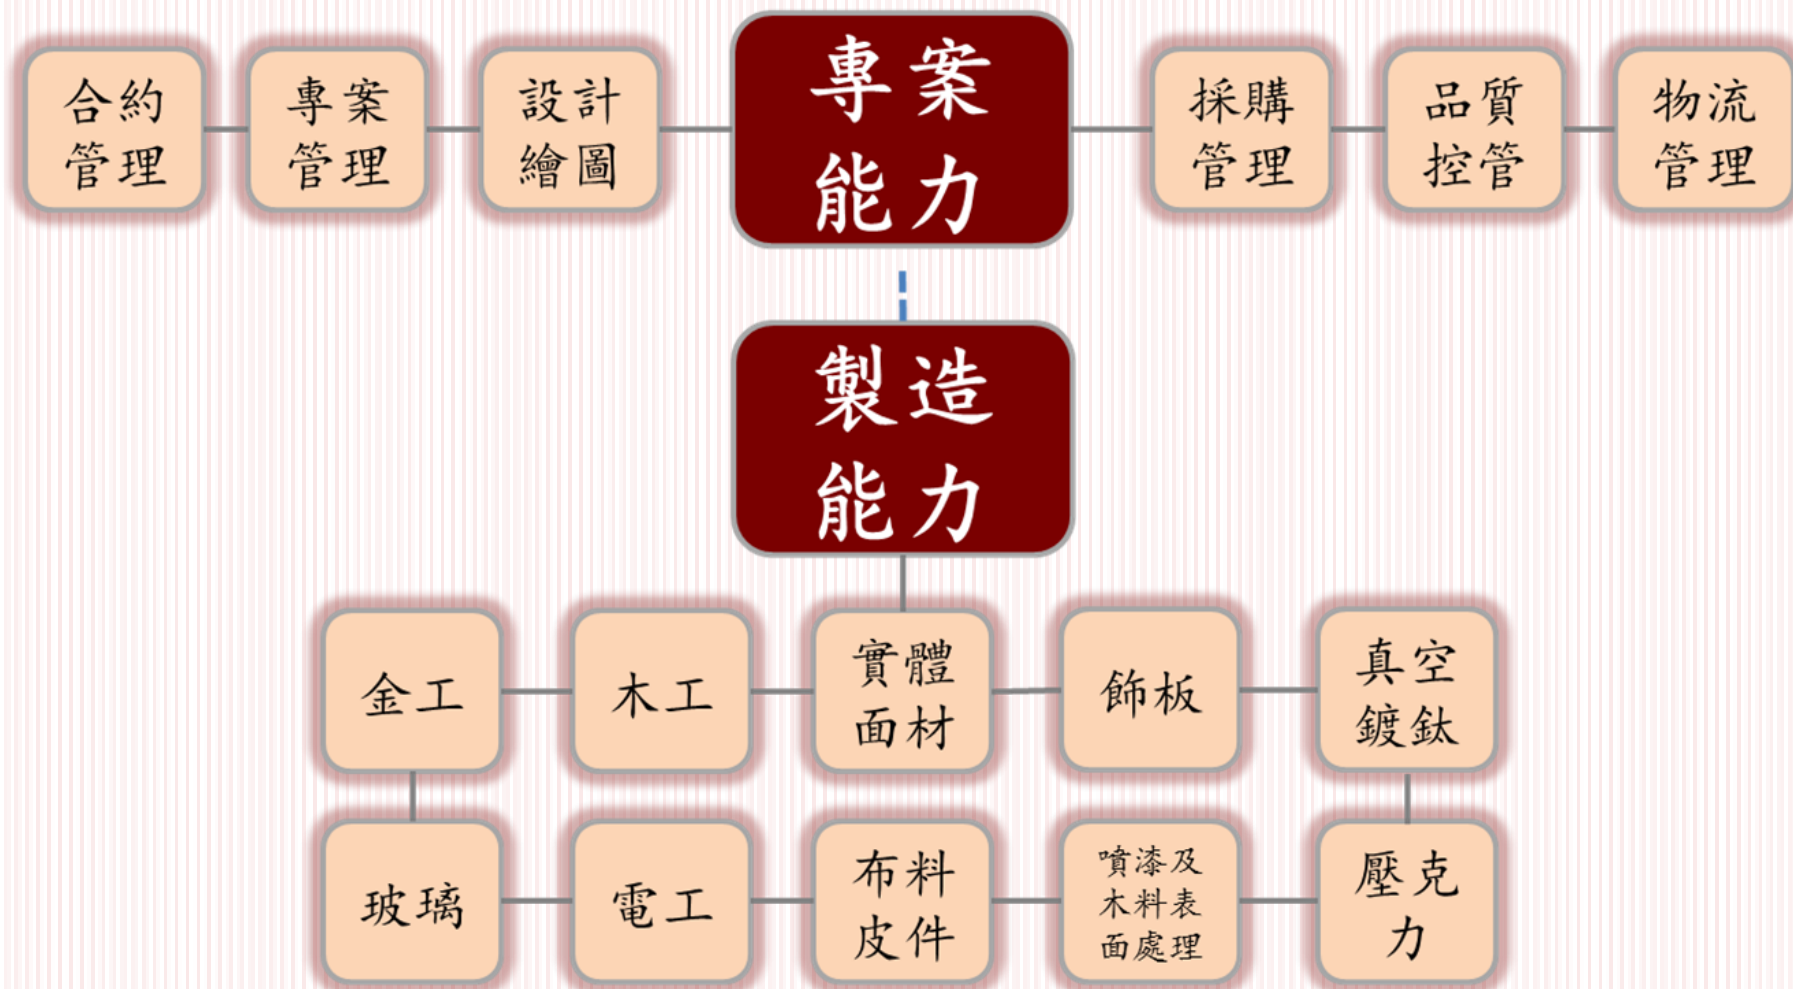 合約
管理
專案
管理
設計
繪圖
專案
能力
採購
管理
品質
控管
物流
管理
製造
能力
金工
木工
實體
面材
飾板
真空
鍍鈦
玻璃
電工
布料
皮件
噴漆及
木料表
面處理
壓克
力